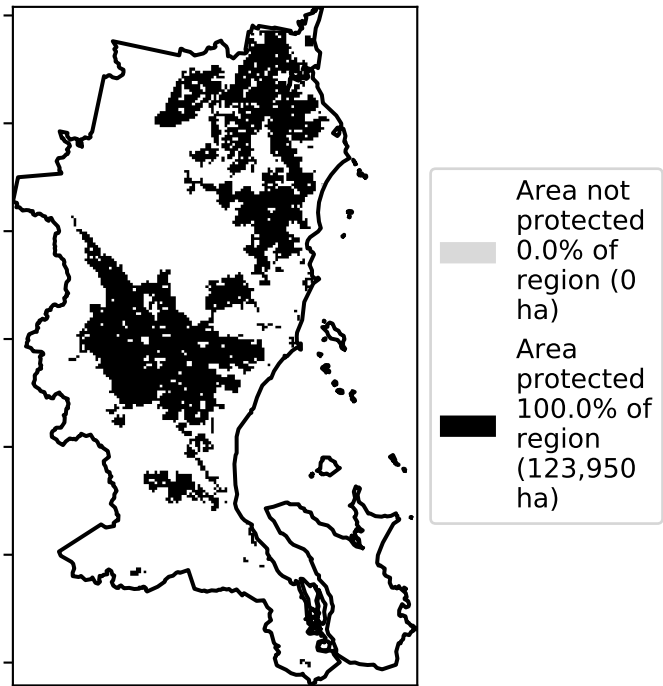 Area not
protected
0.0% of
region (0
ha)
Area
protected
100.0% of
region
(123,950
ha)